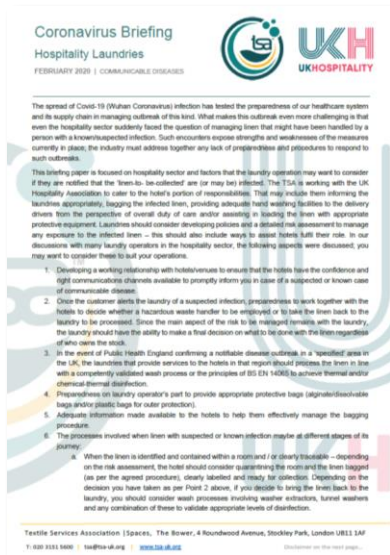 Coronavirus Briefing
Hospitality Laundries
FEBRUARY 2020 | COMMUNICABLE DISEASES
tsa
UKH
UKHOSPITALITY
The spread of Covid-19 (Wuhan Coronavirus) infection has tested the preparedness of our healthcare system
and its supply chain in managing outbreaks of this kind. What makes this outbreak even more challenging is that
even the hospitality sector suddenly faced the question of managing linen that might have been handled by a
person with a known/suspected infection. Such encounters expose strengths and weaknesses of the measures
currently in place; the industry must address together any lack of preparedness and procedures to respond to
such outbreaks.
This briefing paper is focused on hospitality sector and factors that the laundry operation may want to consider
if they are notified that the 'linen-to- be-collected' are (or may be) infected. The TSA is working with the UK
Hospitality Association to cater to the hotel's portion of responsibilities. That may include them informing the
laundries appropriately, bagging the infected linen, providing adequate hand washing facilities to the delivery
drivers from the perspective of overall duty of care and/or assisting in loading the linen with appropriate
protective equipment. Laundries should consider developing policies and a detailed risk assessment to manage
any exposure to the infected linen – this should also include ways to assist hotels fulfil their role. In our
discussions with many laundry operators in the hospitality sector, the following aspects were discussed; you
may want to consider these to suit your operations.
1. Developing a working relationship with hotels/venues to ensure that the hotels have the confidence and
right communications channels available to promptly inform you in case of a suspected or known case
of communicable disease.
2. Once the customer alerts the laundry of a suspected infection, preparedness to work together with the
hotels to decide whether a hazardous waste handler to be employed or to take the linen back to the
laundry to be processed. Since the main aspect of the risk to be managed remains with the laundry,
the laundry should have the ability to make a final decision on what to be done with the linen regardless
of who owns the stock.
3. In the event of Public Health England confirming a notifiable disease outbreak in a 'specified' area in
the UK, the laundries that provide services to the hotels in that region should process the linen in line
with a competently validated wash process or the principles of BS EN 14065 to achieve thermal and/or
chemical-thermal disinfection.
4. Preparedness on laundry operator's part to provide appropriate protective bags (alginate/dissolvable
bags and/or plastic bags for outer protection).
5. Adequate information made available to the hotels to help them effectively manage the bagging
procedure.
6. The processes involved when linen with suspected or known infection maybe at different stages of its
journey:
When the linen is identified and contained within a room and / or clearly traceable – depending
on the risk assessment, the hotel should consider quarantining the room and the linen bagged
(as per the agreed procedure), clearly labelled and ready for collection. Depending on the
decision you have taken as per Point 2 above, if you decide to bring the linen back to the
laundry, you should consider wash processes involving washer extractors, tunnel washers
and any combination of these to validate appropriate levels of disinfection.
Textile Services Association |Spaces, The Bower, 4 Roundwood Avenue, Stockley Park, London UB11 1AF
T: 020 3151 5600 | tsa@tsa-uk.org | www.tsa-uk.org
Disclaimer on the next page...